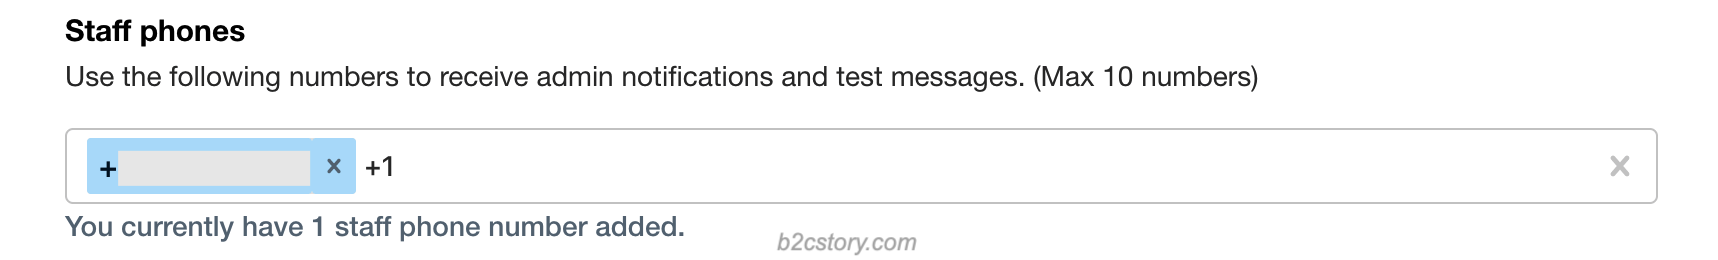 Staff phones
Use the following numbers to receive admin notifications and test messages. (Max 10 numbers)
+ × +1 ×
You currently have 1 staff phone number added.
b2cstory.com